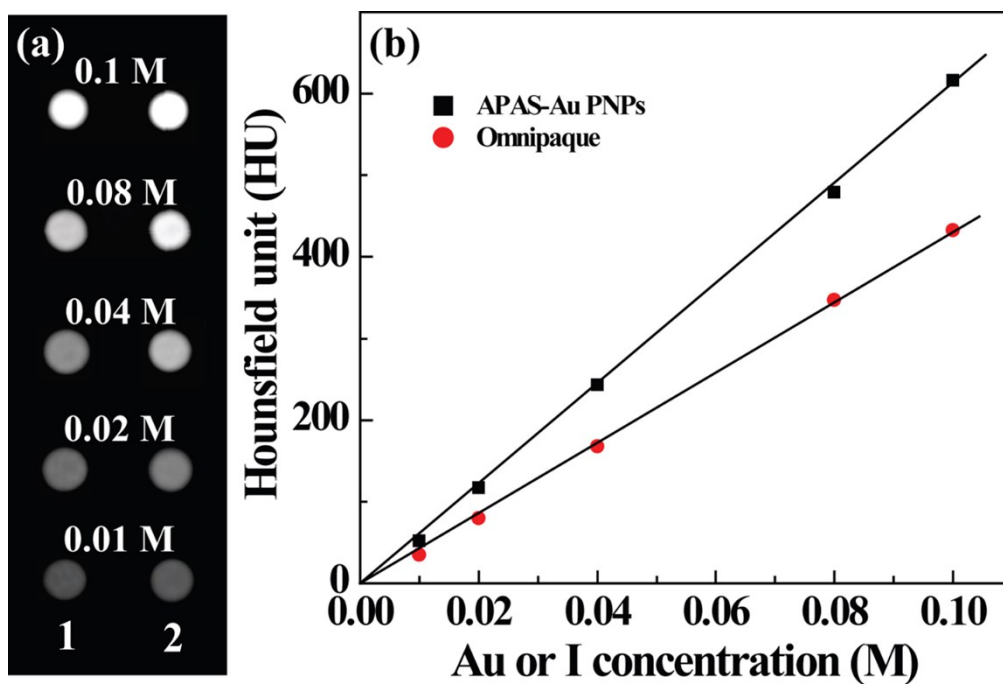 (a)
0.1 M
0.08 M
0.04 M
0.02 M
0.01 M
1 2
(b)
APAS-Au PNPs
Omnipaque
Hounsfield unit (HU)
600
400
200
0
0.00 0.02 0.04 0.06 0.08 0.10
Au or I concentration (M)